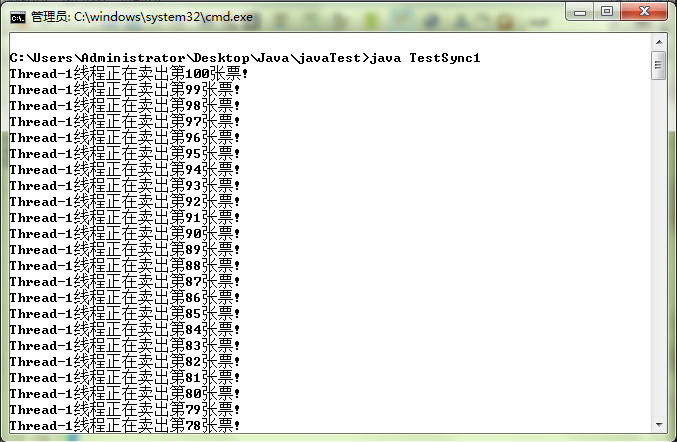 管理员: C:\windows\system32\cmd.exe
C:\Users\Administrator\Desktop\Java\javaTest>java TestSync1
Thread-1线程正在卖出第100张票!
Thread-1线程正在卖出第99张票!
Thread-1线程正在卖出第98张票!
Thread-1线程正在卖出第97张票!
Thread-1线程正在卖出第96张票!
Thread-1线程正在卖出第95张票!
Thread-1线程正在卖出第94张票!
Thread-1线程正在卖出第93张票!
Thread-1线程正在卖出第92张票!
Thread-1线程正在卖出第91张票!
Thread-1线程正在卖出第90张票!
Thread-1线程正在卖出第89张票!
Thread-1线程正在卖出第88张票!
Thread-1线程正在卖出第87张票!
Thread-1线程正在卖出第86张票!
Thread-1线程正在卖出第85张票!
Thread-1线程正在卖出第84张票!
Thread-1线程正在卖出第83张票!
Thread-1线程正在卖出第82张票!
Thread-1线程正在卖出第81张票!
Thread-1线程正在卖出第80张票!
Thread-1线程正在卖出第79张票!
Thread-1线程正在卖出第78张票!